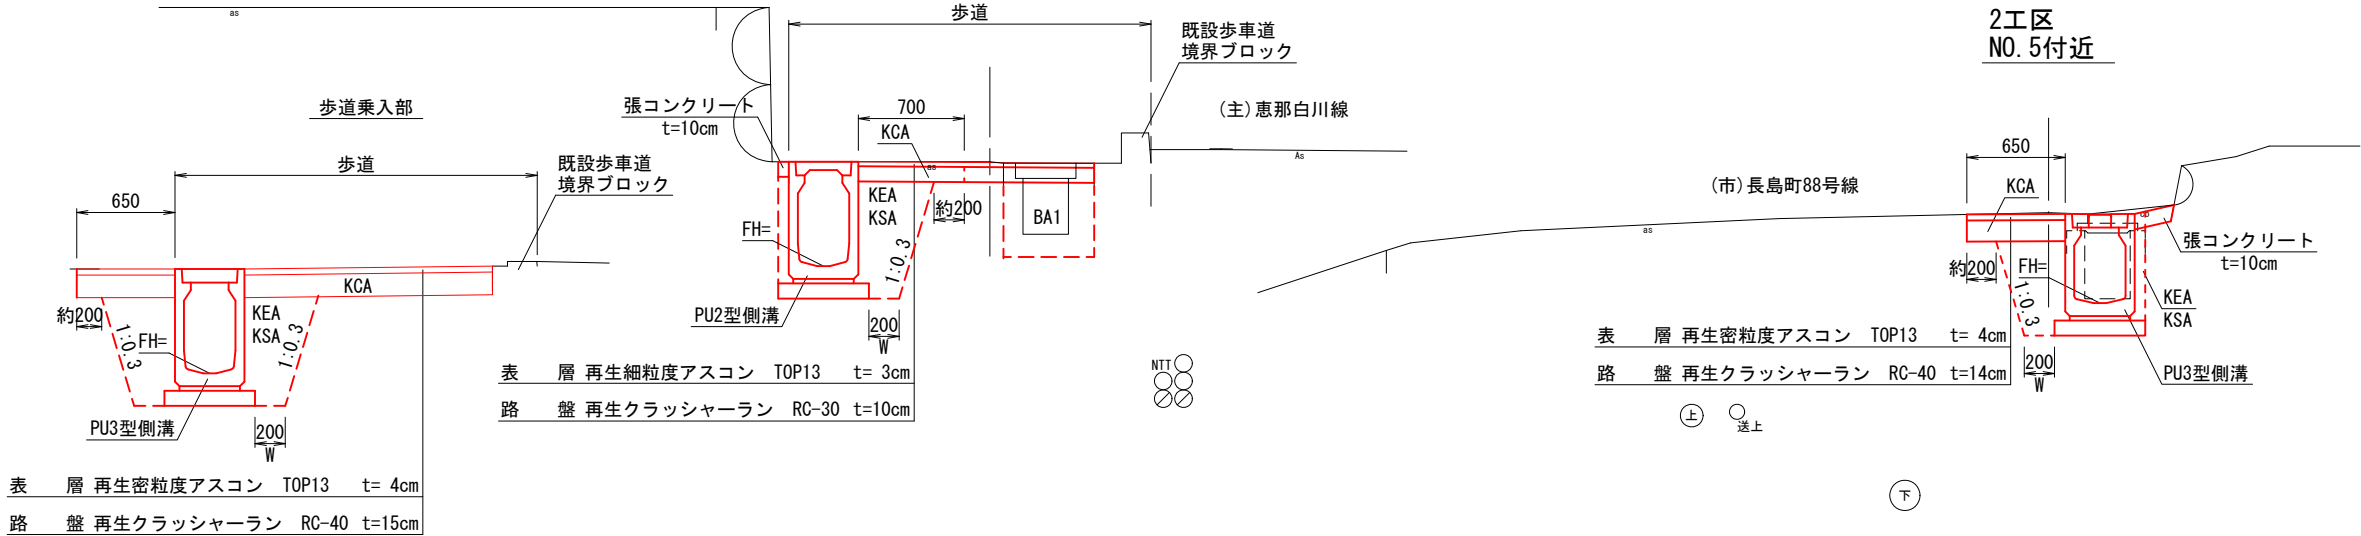 as
歩道
既設歩車道
境界ブロック
2工区
NO.5付近
歩道乗入部
張コンクリート
t=10cm
700
KCA
(主)恵那白川線
as
As
歩道
既設歩車道
境界ブロック
650
KEA
KSA
約200
BA1
FH=
1:0.3
KCA
KEA
KSA
約200
1:0.3
FH=
1:0.3
PU2型側溝
200
W
PU3型側溝
200
W
表　層 再生細粒度アスコン TOP13 t= 3cm
路　盤 再生クラッシャーラン RC-30 t=10cm
表　層 再生密粒度アスコン TOP13 t= 4cm
路　盤 再生クラッシャーラン RC-40 t=15cm
NTT
650
(市)長島町88号線
KCA
as
co
張コンクリート
t=10cm
約200
FH=
1:0.3
KEA
KSA
表　層 再生密粒度アスコン TOP13 t= 4cm
路　盤 再生クラッシャーラン RC-40 t=14cm
200
W
PU3型側溝
上
送上
下